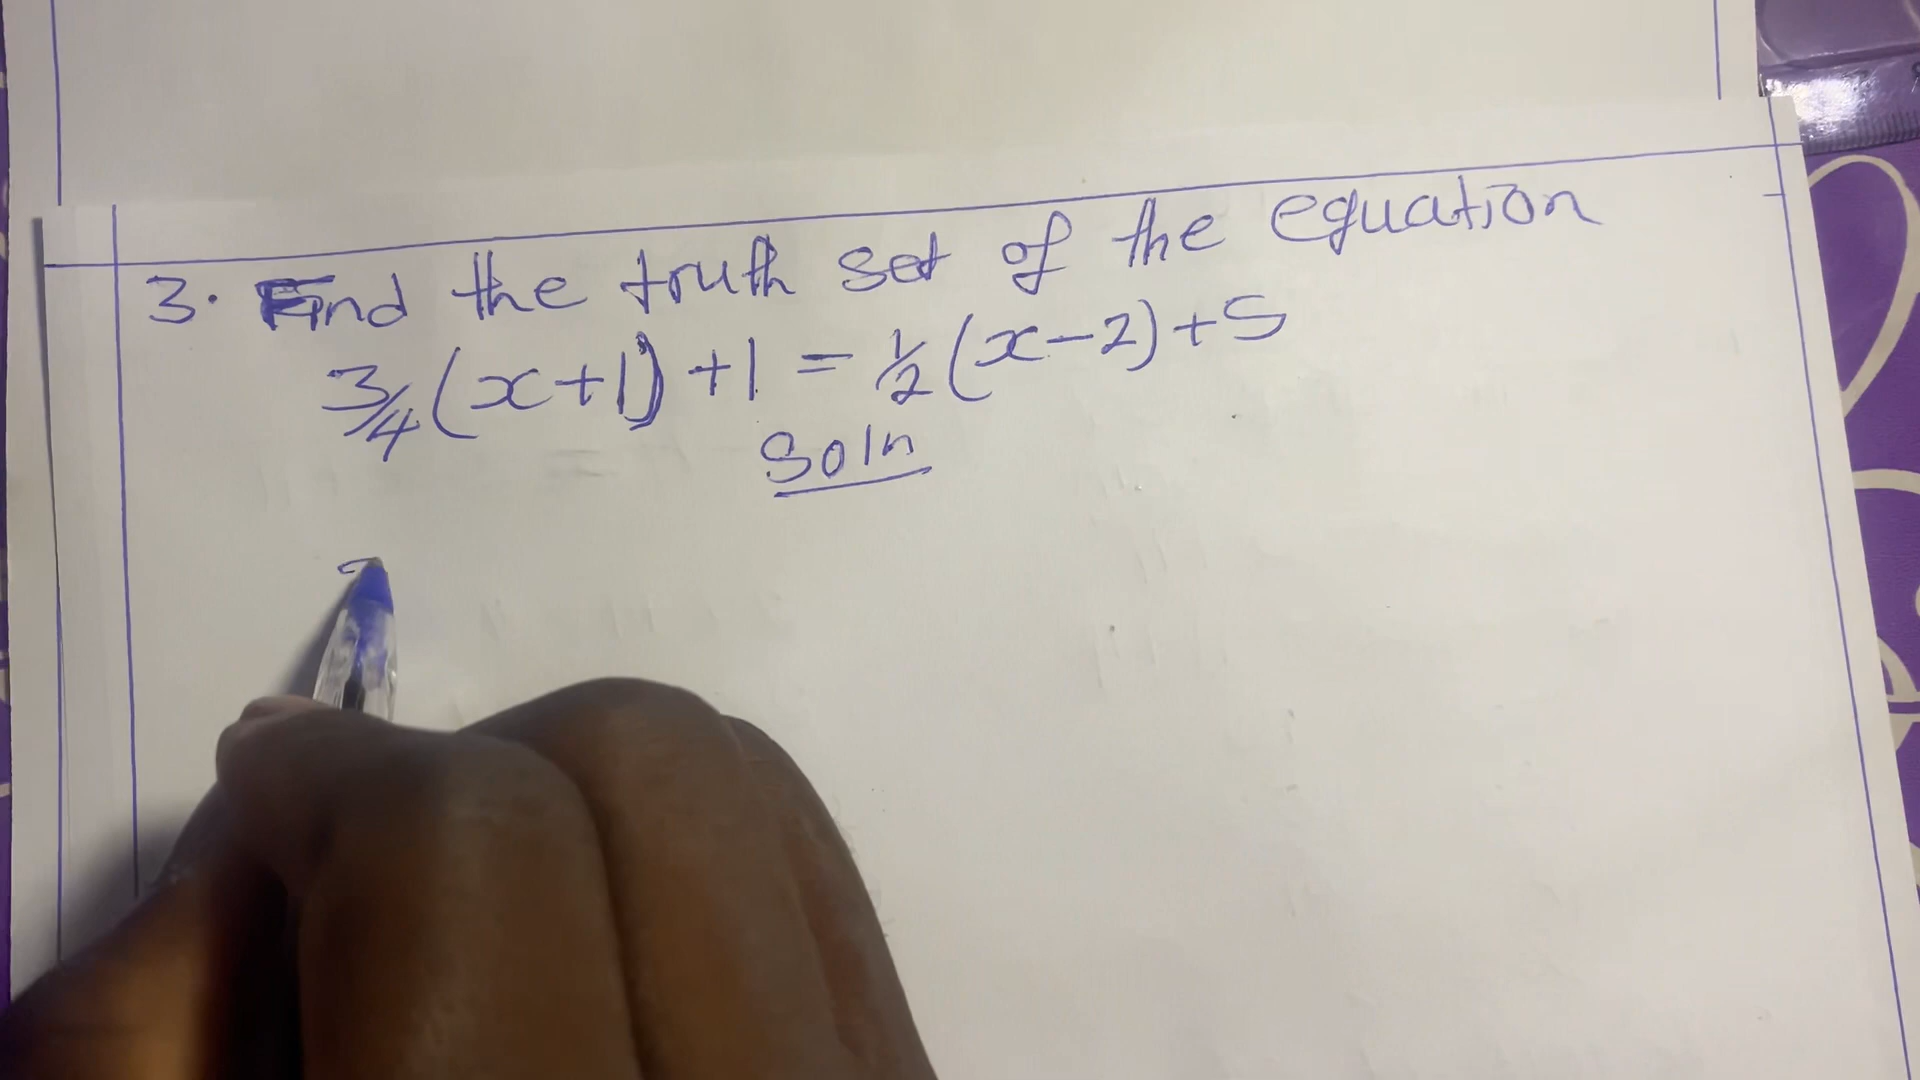 3. Find the truth set of the equation
3/4(x+1)+1 = 1/2(x-2)+5
Soln